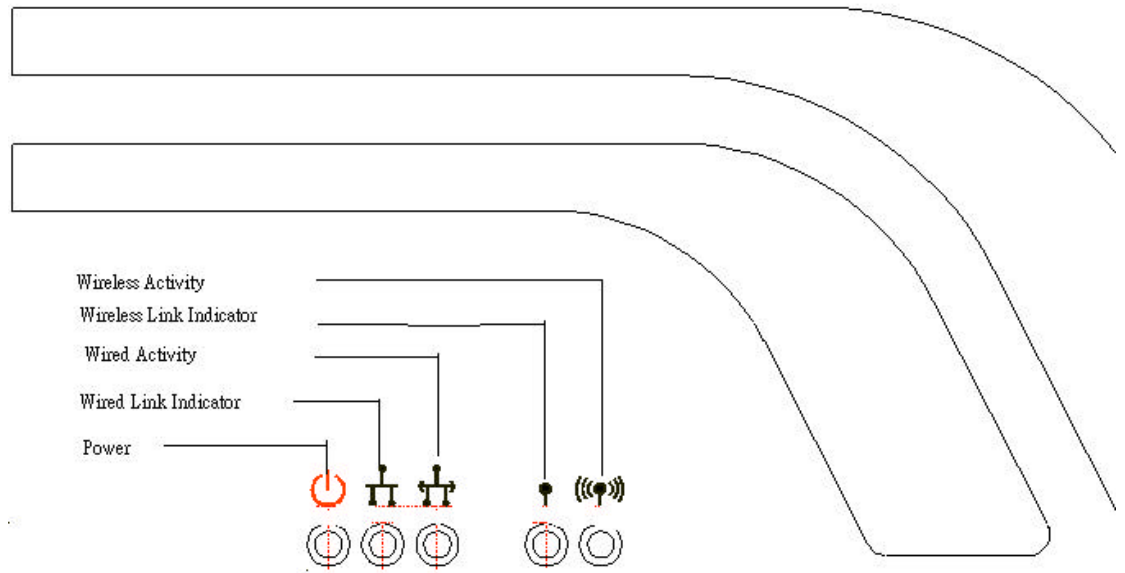 Wireless Activity
Wireless Link Indicator
Wired Activity
Wired Link Indicator
Power